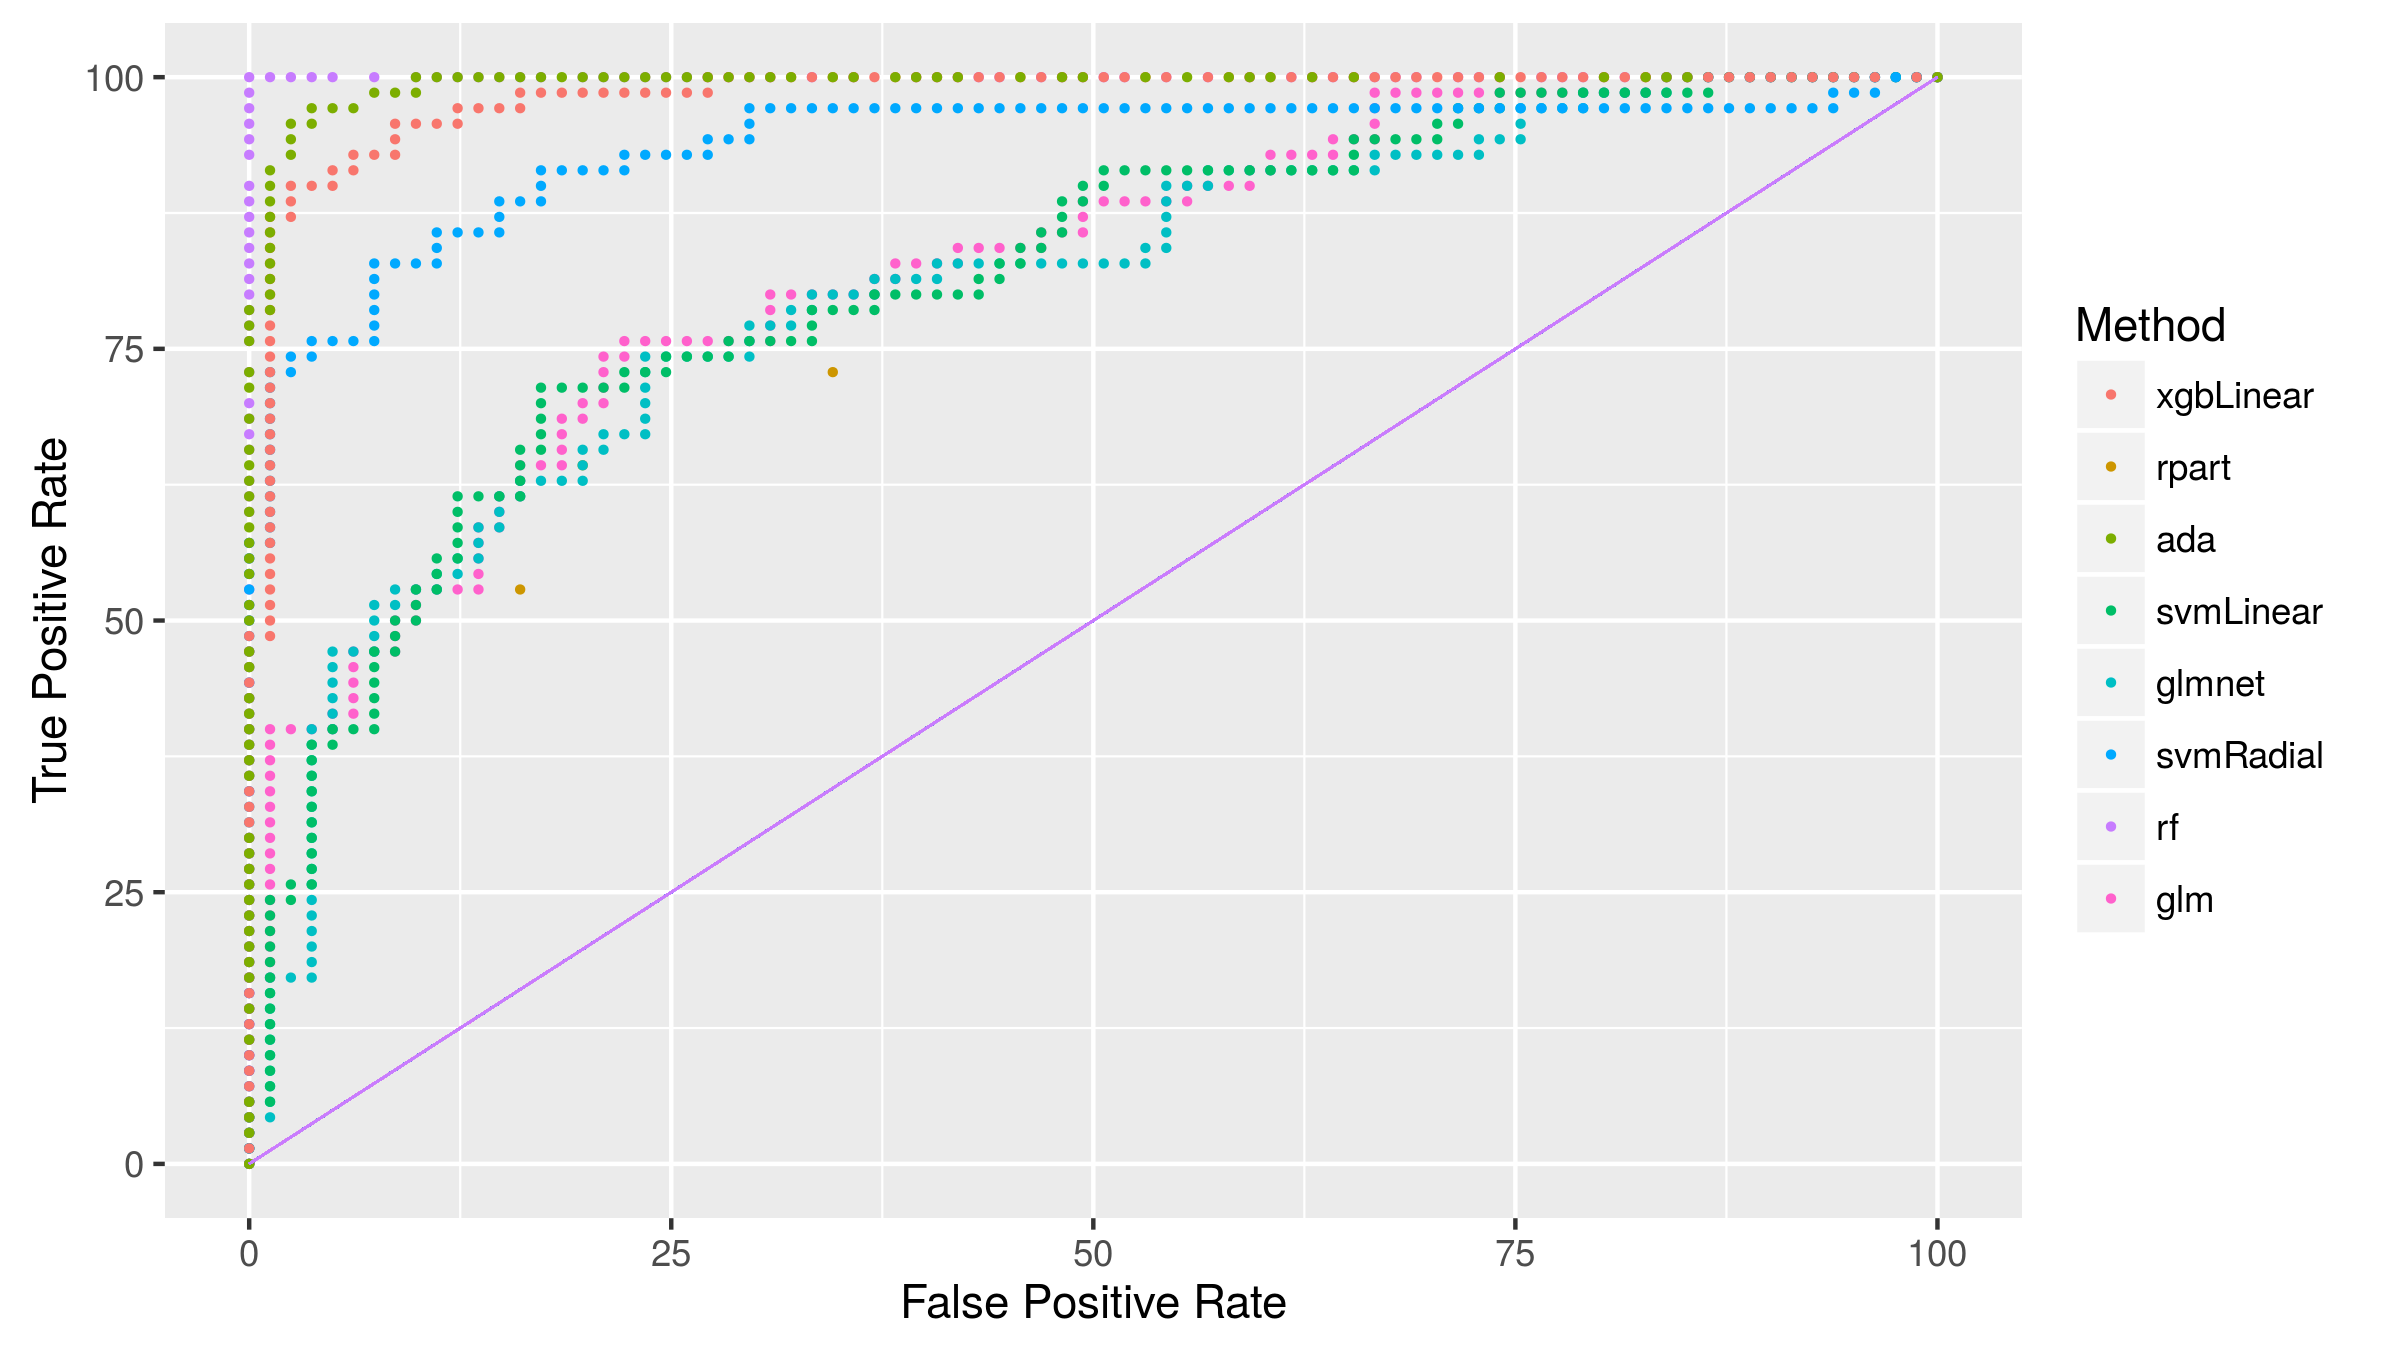 100
75
50
25
0
True Positive Rate
0 25 50 75 100
False Positive Rate
Method
xgbLinear
rpart
ada
svmLinear
glmnet
svmRadial
rf
glm